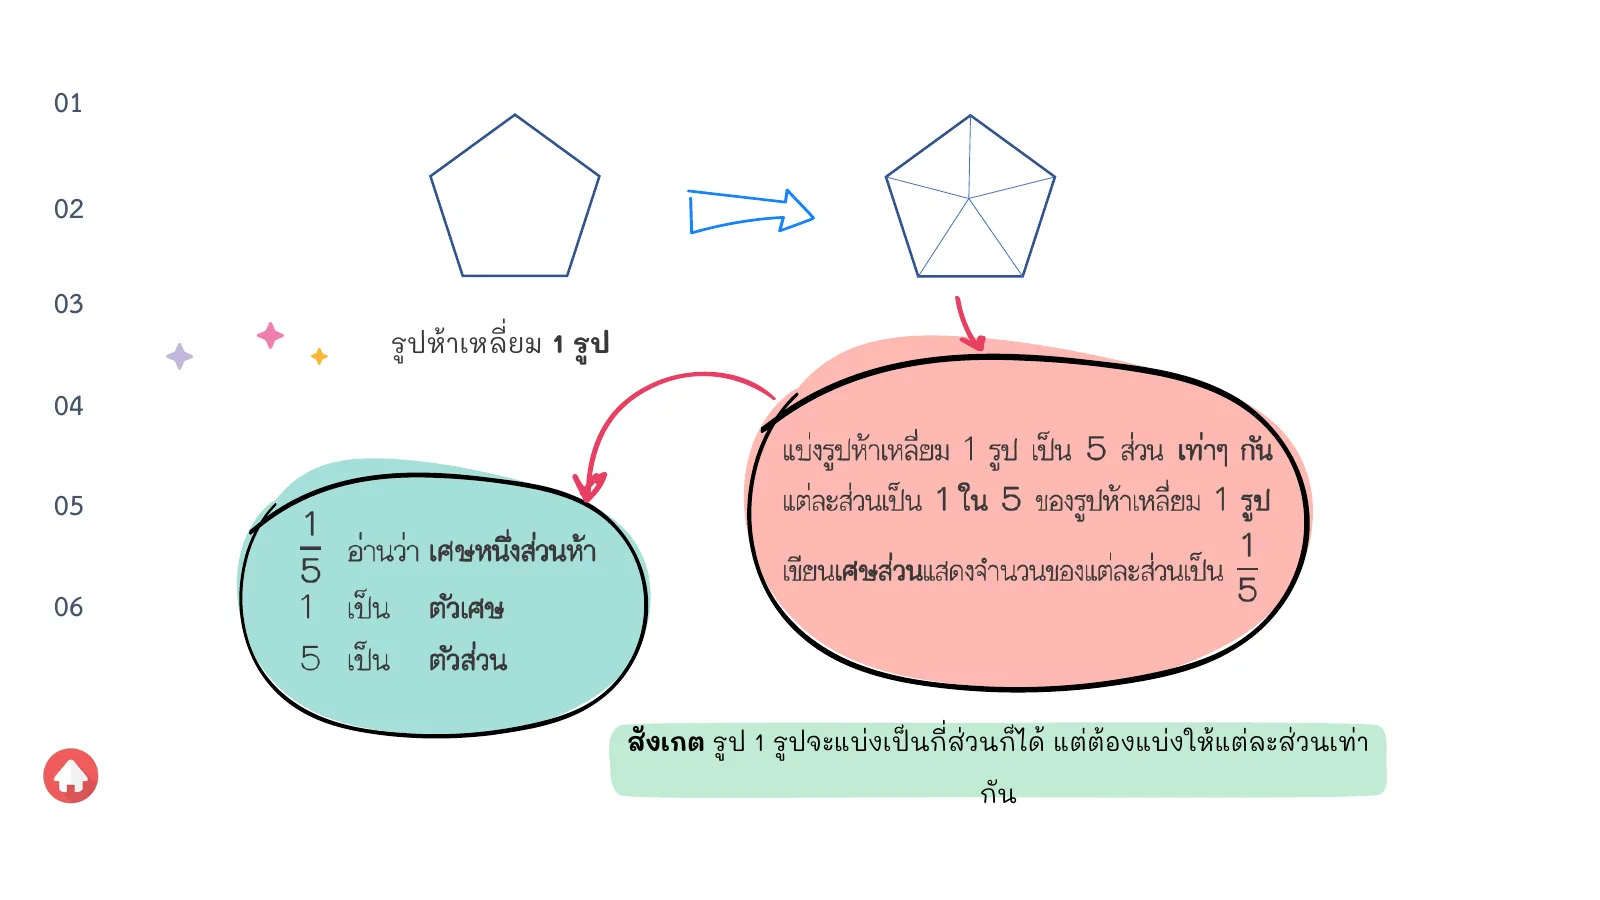 01
02
03
04
05
06
รูปห้าเหลี่ยม 1 รูป
แบ่งรูปห้าเหลี่ยม 1 รูป เป็น 5 ส่วน เท่าๆ กัน
แต่ละส่วนเป็น 1 ใน 5 ของรูปห้าเหลี่ยม 1 รูป
เขียนเศษส่วนแสดงจำนวนของแต่ละส่วนเป็น 1/5
1/5 อ่านว่า เศษหนึ่งส่วนห้า
1 เป็น ตัวเศษ
5 เป็น ตัวส่วน
สังเกต รูป 1 รูปจะแบ่งเป็นกี่ส่วนก็ได้ แต่ต้องแบ่งให้แต่ละส่วนเท่า
กัน